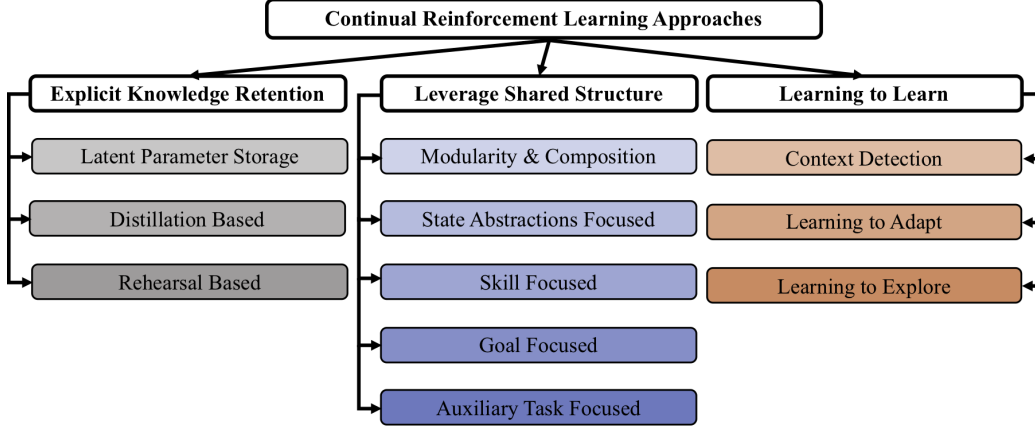 Continual Reinforcement Learning Approaches
Explicit Knowledge Retention
Latent Parameter Storage
Distillation Based
Rehearsal Based
Leverage Shared Structure
Modularity & Composition
State Abstractions Focused
Skill Focused
Goal Focused
Auxiliary Task Focused
Learning to Learn
Context Detection
Learning to Adapt
Learning to Explore